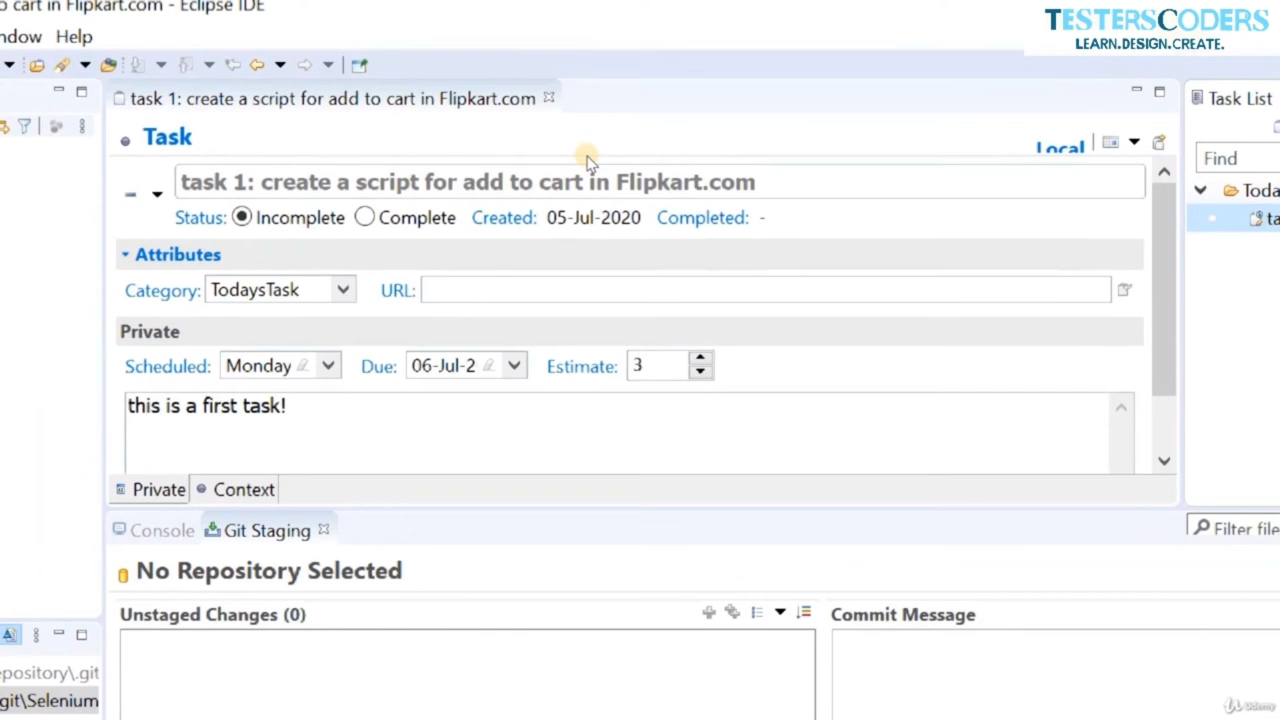 o cart in Flipkart.com - Eclipse IDE
TESTERSCODERS
LEARN.DESIGN.CREATE.
ndow Help
task 1: create a script for add to cart in Flipkart.com
Task List
Task
Local
Find
task 1: create a script for add to cart in Flipkart.com
Toda
Status: Incomplete Complete Created: 05-Jul-2020 Completed: -
ta
Attributes
Category: TodaysTask URL:
Private
Scheduled: Monday Due: 06-Jul-2 Estimate: 3
this is a first task!
Private Context
Console Git Staging
Filter file
No Repository Selected
Unstaged Changes (0)
Commit Message
epository\.git
git\Selenium
Udemy